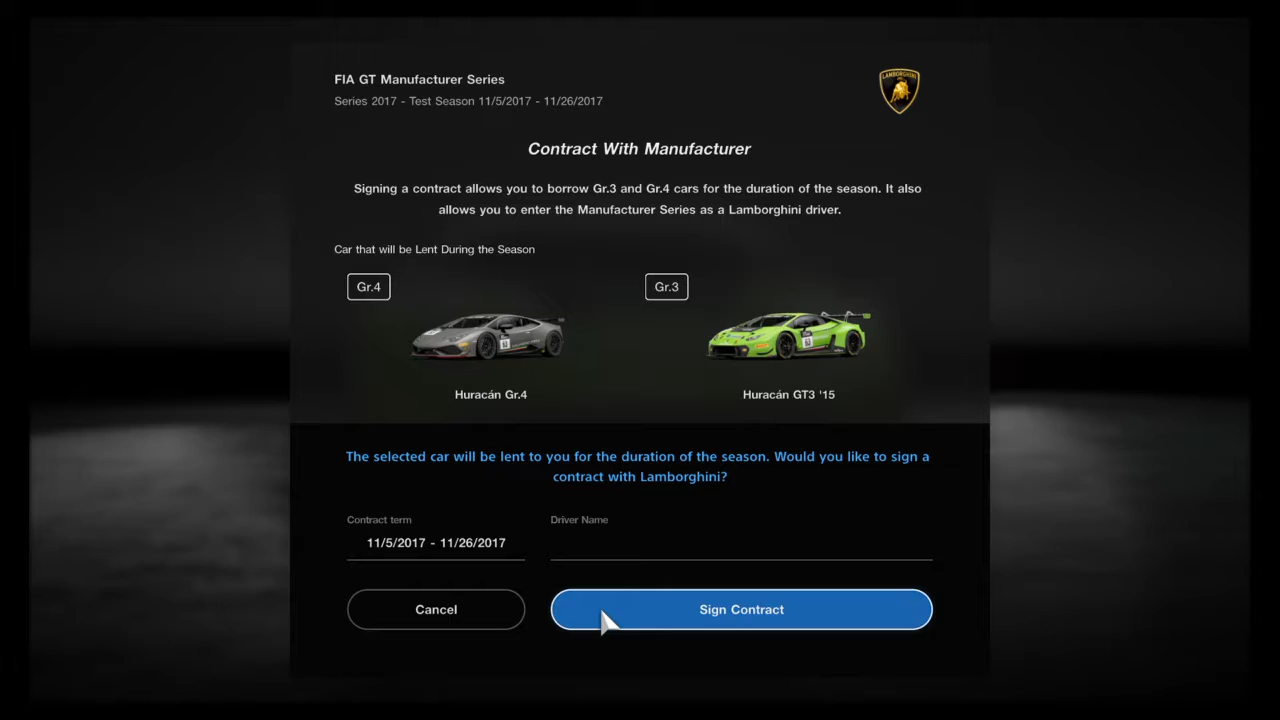 FIA GT Manufacturer Series
Series 2017 - Test Season 11/5/2017 - 11/26/2017
LAMBORGHINI
Contract With Manufacturer
Signing a contract allows you to borrow Gr.3 and Gr.4 cars for the duration of the season. It also
allows you to enter the Manufacturer Series as a Lamborghini driver.
Car that will be Lent During the Season
Gr.4
Gr.3
63
63
Huracán Gr.4
Huracán GT3 '15
The selected car will be lent to you for the duration of the season. Would you like to sign a
contract with Lamborghini?
Contract term
Driver Name
11/5/2017 - 11/26/2017
Cancel
Sign Contract